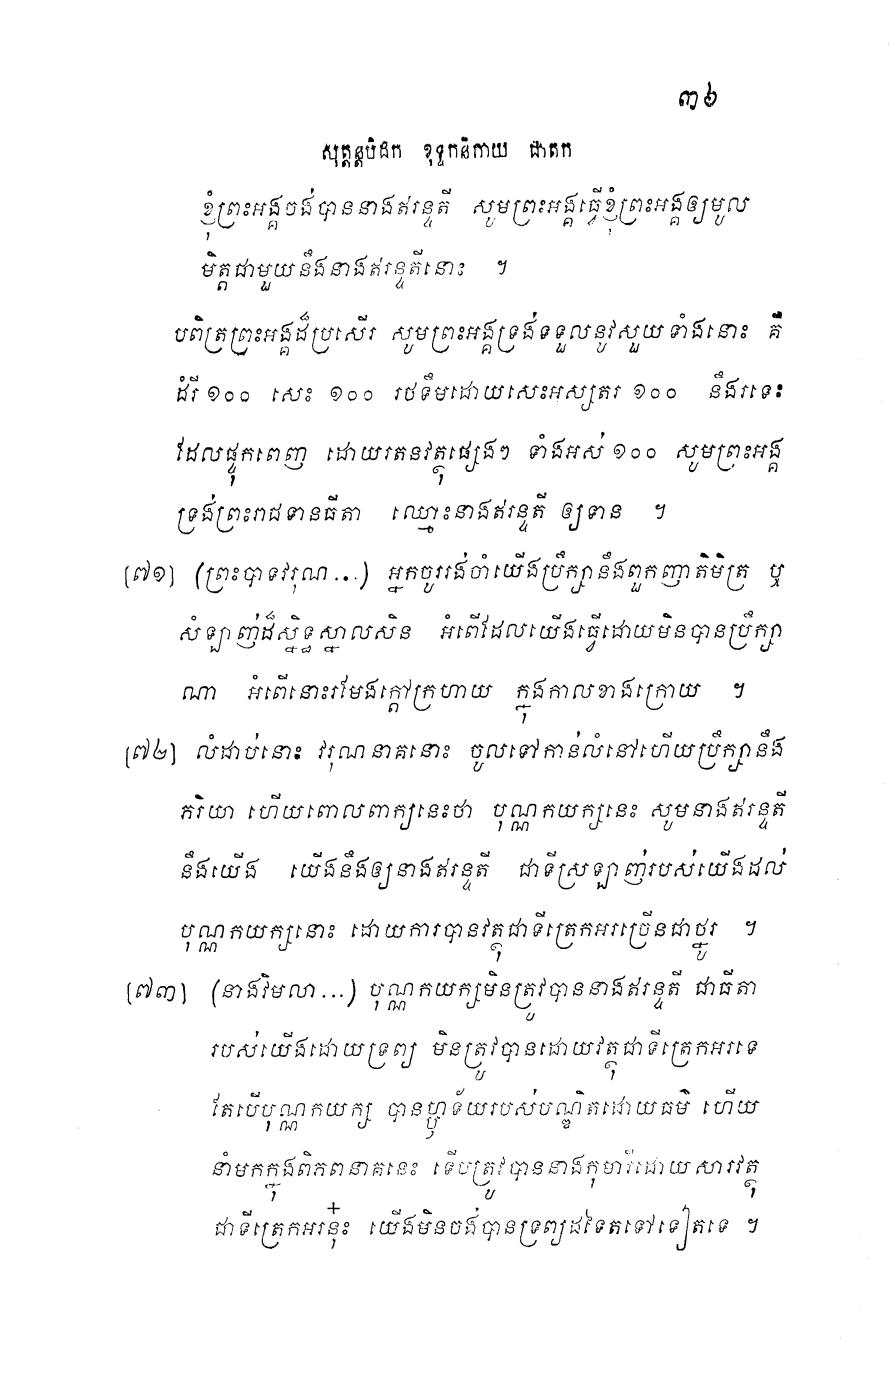 ៣៦
សុត្តន្តបិដក ខុទ្ទកនិកាយ ជាតក
ខ្ញុំព្រះអង្គចង់បាននាងឥរន្ទតី សូមព្រះអង្គធ្វើខ្ញុំព្រះអង្គឲ្យមូល
មិត្តជាមួយនឹងនាងឥរន្ទតីនោះ ។
បពិត្រព្រះអង្គដ៏ប្រសើរ សូមព្រះអង្គទ្រង់ទទួលនូវសួយទាំងនោះ គឺ
ដំរី ១០០ សេះ ១០០ រថទឹមដោយសេះអស្សតរ ១០០ នឹងរទេះ
ដែលផ្ទុកពេញ ដោយរតនវត្ថុផ្សេងៗ ទាំងអស់ ១០០ សូមព្រះអង្គ
ទ្រង់ព្រះរាជទានធីតា ឈ្មោះនាងឥរន្ទតី ឲ្យទាន ។
[៧១] (ព្រះបាទវរុណ...) អ្នកចូររង់ចាំយើងប្រឹក្សានឹងពួកញាតិមិត្រ ឬ
សំឡាញ់ដ៏ស្និទ្ធស្នាលសិន អំពើដែលយើងធ្វើដោយមិនបានប្រឹក្សា
ណា អំពើនោះរមែងក្តៅក្រហាយ ក្នុងកាលខាងក្រោយ ។
[៧២] លំដាប់នោះ វរុណនាគនោះ ចូលទៅកាន់លំនៅហើយប្រឹក្សានឹង
ភរិយា ហើយពោលពាក្យនេះថា បុណ្ណកយក្សនេះ សូមនាងឥរន្ទតី
នឹងយើង យើងនឹងឲ្យនាងឥរន្ទតី ជាទីស្រឡាញ់របស់យើងដល់
បុណ្ណកយក្សនោះ ដោយការបានវត្ថុជាទីត្រេកអរច្រើនជាថ្នូរ ។
[៧៣] (នាងវិមលា...) បុណ្ណកយក្សមិនត្រូវបាននាងឥរន្ទតី ជាធីតា
របស់យើងដោយទ្រព្យ មិនត្រូវបានដោយវត្ថុជាទីត្រេកអរទេ
តែបើបុណ្ណកយក្ស បានហ្ឫទ័យរបស់បណ្ឌិតដោយធម៌ ហើយ
នាំមកក្នុងពិភពនាគនេះ ទើបត្រូវបាននាងកុមារីដោយសារវត្ថុ
ជាទីត្រេកអរនុ៎ះ យើងមិនចង់បានទ្រព្យដទៃតទៅទៀតទេ ។